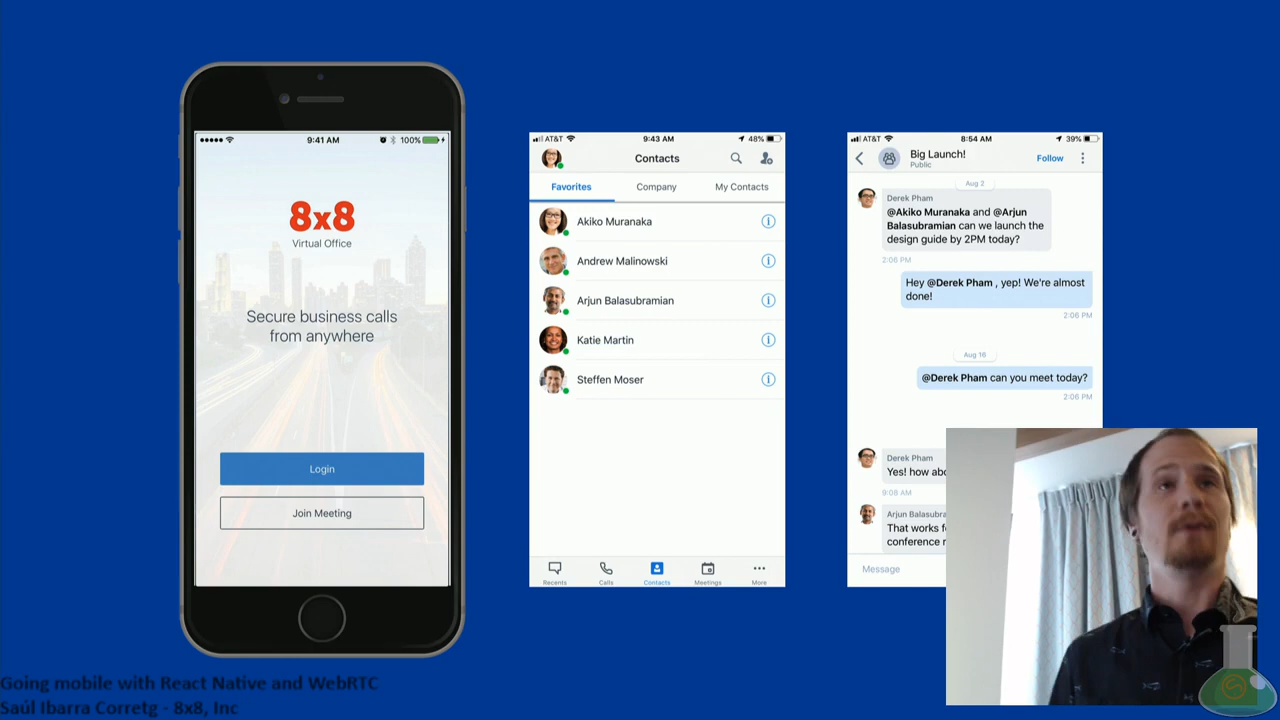 9:41 AM
100%
8x8
Virtual Office
Secure business calls
from anywhere
Login
Join Meeting
AT&T
9:43 AM
48%
Contacts
Favorites
Company
My Contacts
Akiko Muranaka
Andrew Malinowski
Arjun Balasubramian
Katie Martin
Steffen Moser
Recents
Calls
Contacts
Meetings
More
AT&T
8:54 AM
39%
Big Launch!
Public
Follow
Aug 2
Derek Pham
@Akiko Muranaka and @Arjun
Balasubramian can we launch the
design guide by 2PM today?
2:06 PM
Hey @Derek Pham , yep! We're almost
done!
2:06 PM
Aug 16
@Derek Pham can you meet today?
2:06 PM
Derek Pham
Yes! how abo
9:08 AM
Arjun Balasubra
That works f
conference r
Message
Going mobile with React Native and WebRTC
Saúl Ibarra Corretg - 8x8, Inc